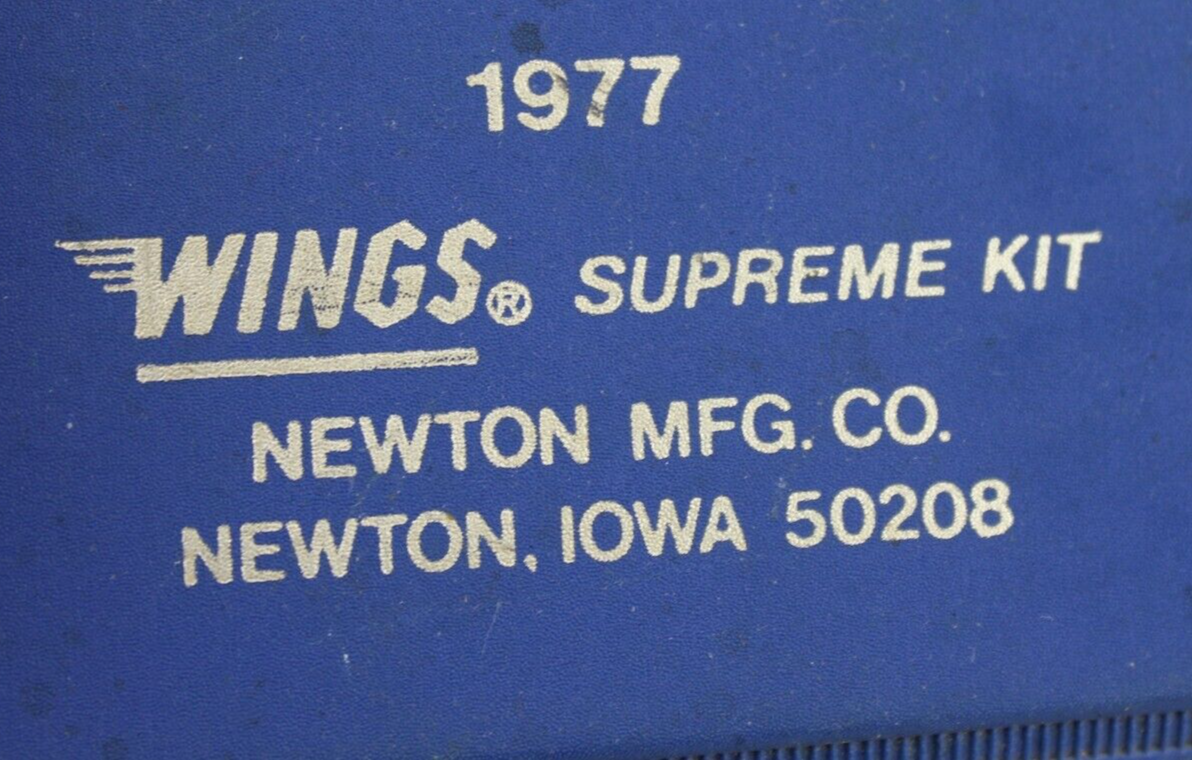 1977
WINGS® SUPREME KIT
NEWTON MFG. CO.
NEWTON, IOWA 50208